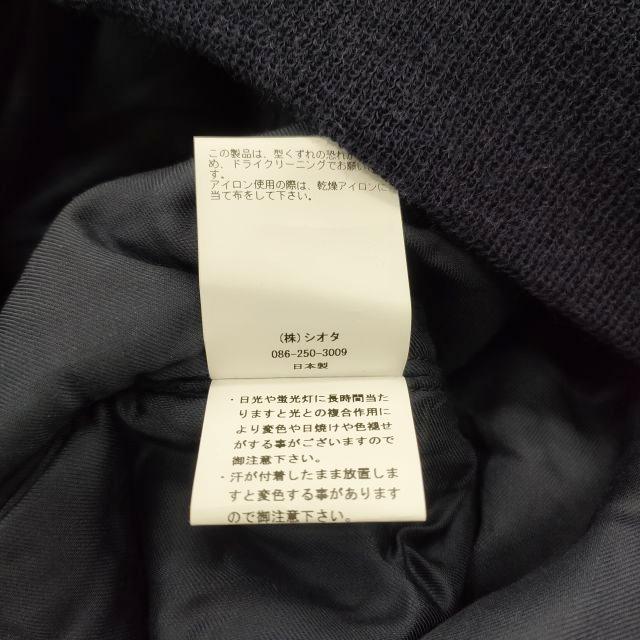 この製品は、型くずれの恐れが
め、ドライクリーニングでお願い
す。
アイロン使用の際は、乾燥アイロンに
当て布をして下さい。
(株)シオタ
086-250-3009
日本製
・日光や蛍光灯に長時間当た
りますと光との複合作用に
より変色や日焼けや色褪せ
がする事がございますので
御注意下さい。
・汗が付着したまま放置しま
すと変色する事があります
ので御注意下さい。